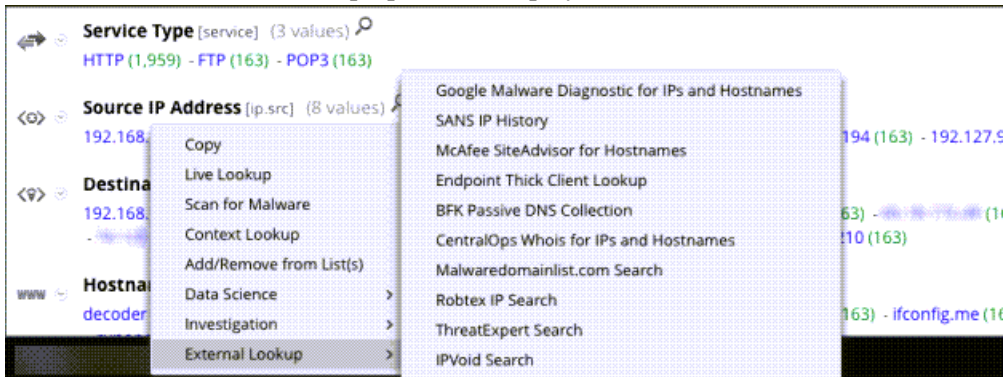 Service Type [service] (3 values)
HTTP (1,959) - FTP (163) - POP3 (163)
Source IP Address [ip.src] (8 values)
192.168.
194 (163) - 192.127.9
Destina
192.168.
63) -
(1
-
210 (163)
www
Hostna
decoder
163) - ifconfig.me (16
Copy
Live Lookup
Scan for Malware
Context Lookup
Add/Remove from List(s)
Data Science
Investigation
External Lookup
Google Malware Diagnostic for IPs and Hostnames
SANS IP History
McAfee SiteAdvisor for Hostnames
Endpoint Thick Client Lookup
BFK Passive DNS Collection
CentralOps Whois for IPs and Hostnames
Malwaredomainlist.com Search
Robtex IP Search
ThreatExpert Search
IPVoid Search